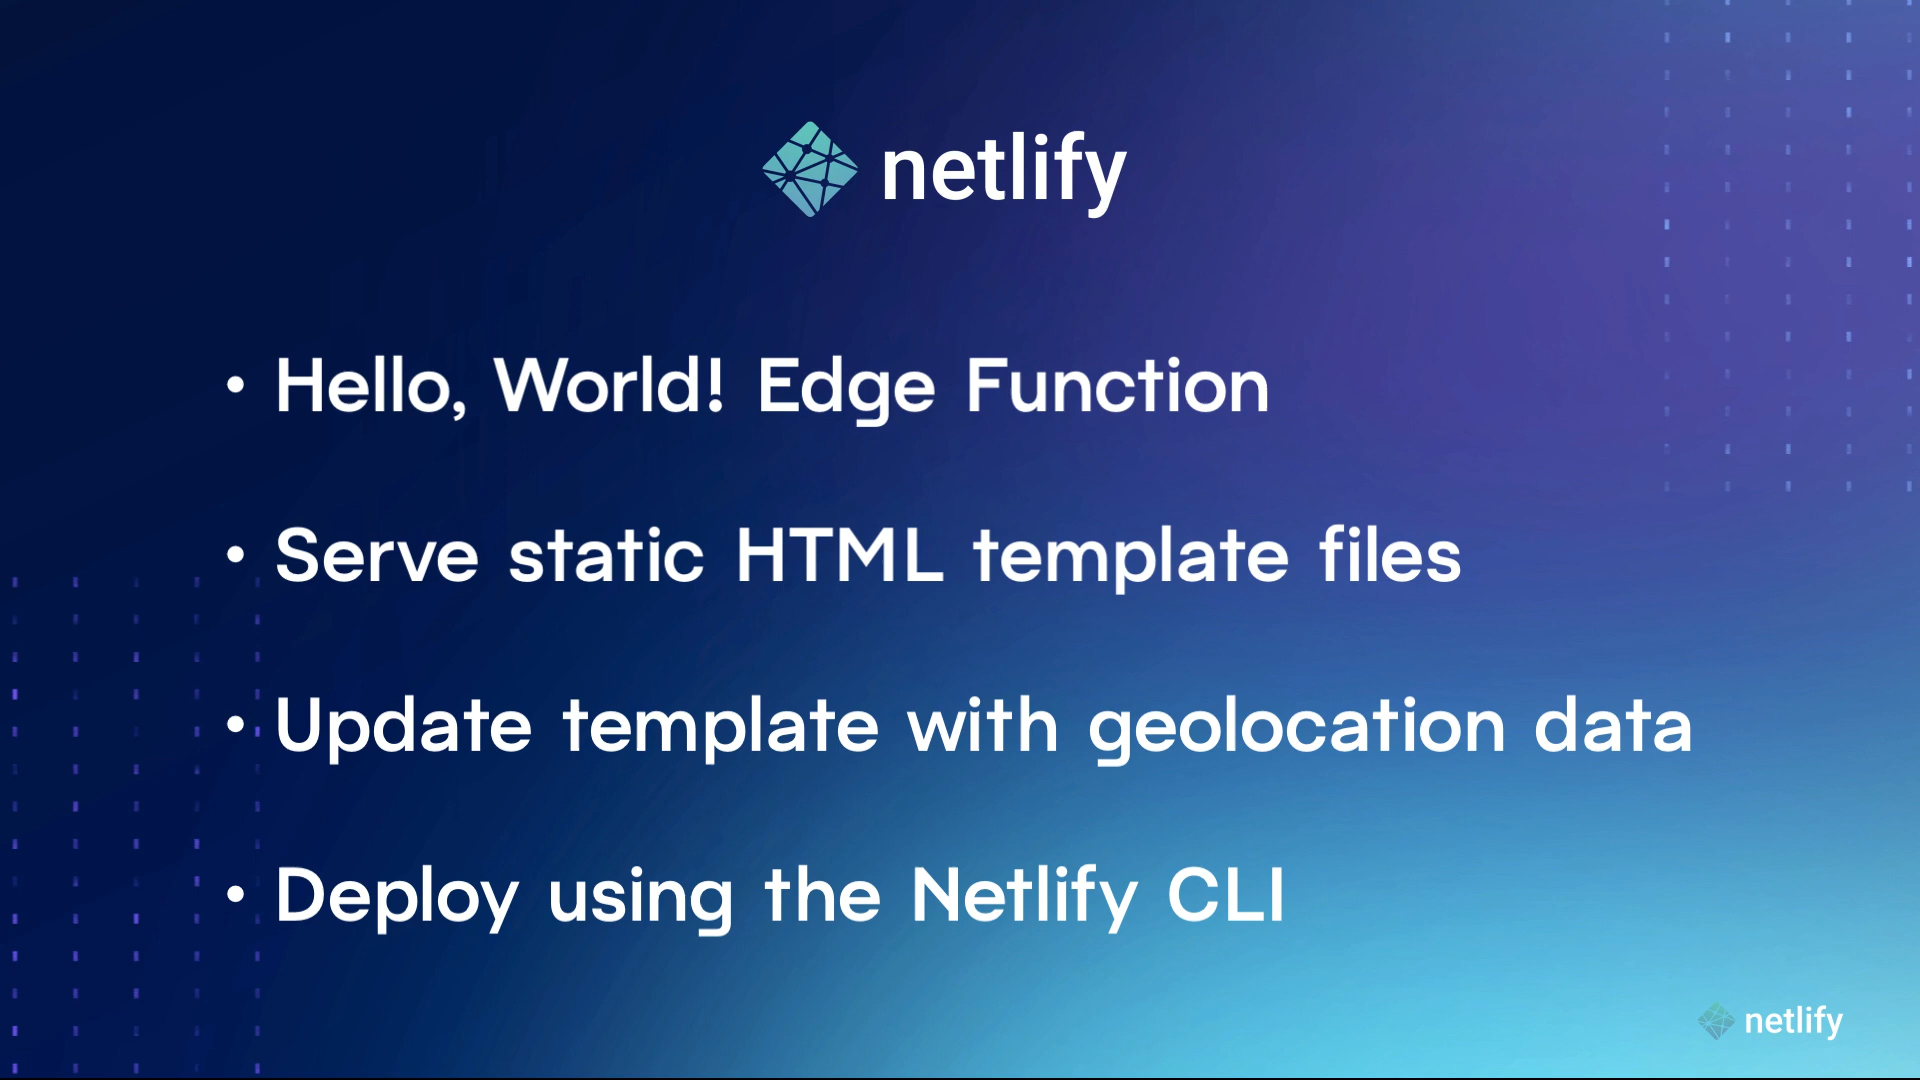 netlify
• Hello, World! Edge Function
• Serve static HTML template files
• Update template with geolocation data
• Deploy using the Netlify CLI
netlify